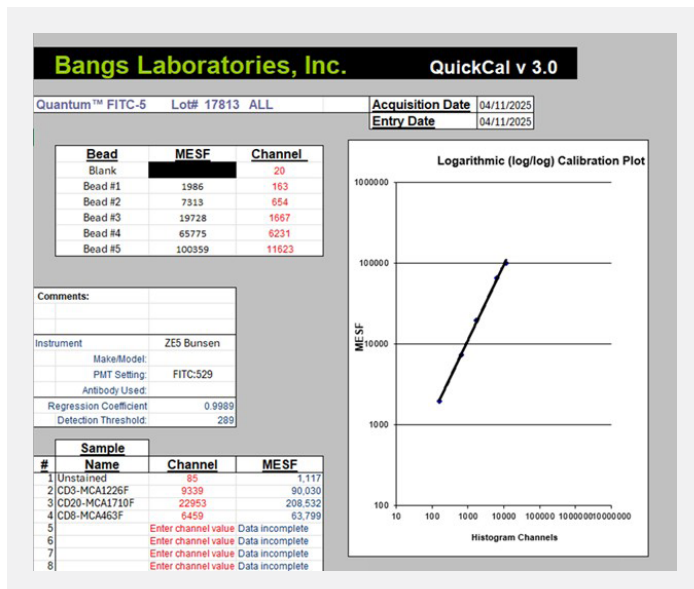 Bangs Laboratories, Inc. QuickCal v 3.0
Quantum™ FITC-5 Lot# 17813 ALL
Acquisition Date 04/11/2025
Entry Date 04/11/2025
Bead MESF Channel
Blank 20
Bead #1 1986 163
Bead #2 7313 654
Bead #3 19728 1667
Bead #4 65775 6231
Bead #5 100359 11623
Comments:
Instrument ZE5 Bunsen
Make/Model:
PMT Setting: FITC:529
Antibody Used:
Regression Coefficient 0.9989
Detection Threshold: 289
Sample
# Name Channel MESF
1 Unstained 85 1,117
2 CD3-MCA1226F 9339 90,030
3 CD20-MCA1710F 22953 208,532
4 CD8-MCA463F 6459 63,799
5 Enter channel value Data incomplete
6 Enter channel value Data incomplete
7 Enter channel value Data incomplete
8 Enter channel value Data incomplete
Logarithmic (log/log) Calibration Plot
1000000
100000
10000
1000
100
MESF
10 100 1000 10000 100000 1000000 10000000
Histogram Channels